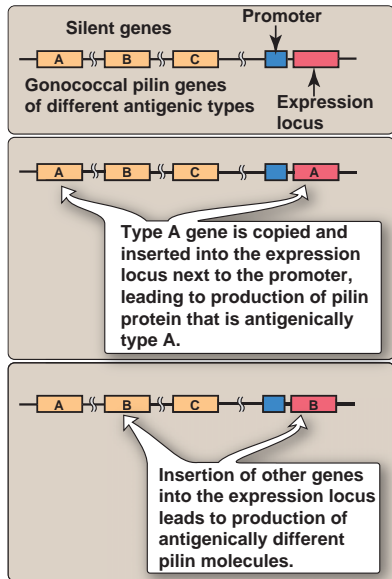 Silent genes
Promoter
A B C
Gonococcal pilin genes
of different antigenic types
Expression
locus
A B C A
Type A gene is copied and
inserted into the expression
locus next to the promoter,
leading to production of pilin
protein that is antigenically
type A.
A B C B
Insertion of other genes
into the expression locus
leads to production of
antigenically different
pilin molecules.